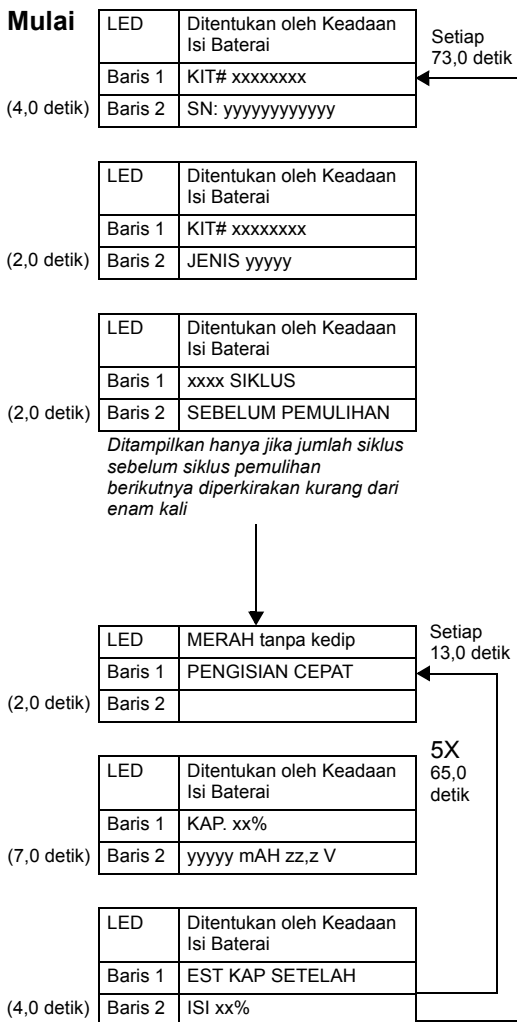 Mulai
LED
Ditentukan oleh Keadaan
Isi Baterai
Setiap
73,0 detik
Baris 1
KIT# xxxxxxxx
(4,0 detik)
Baris 2
SN: yyyyyyyyyyyy
LED
Ditentukan oleh Keadaan
Isi Baterai
Baris 1
KIT# xxxxxxxx
(2,0 detik)
Baris 2
JENIS yyyyy
LED
Ditentukan oleh Keadaan
Isi Baterai
Baris 1
xxxx SIKLUS
(2,0 detik)
Baris 2
SEBELUM PEMULIHAN
Ditampilkan hanya jika jumlah siklus
sebelum siklus pemulihan
berikutnya diperkirakan kurang dari
enam kali
LED
MERAH tanpa kedip
Setiap
13,0 detik
Baris 1
PENGISIAN CEPAT
(2,0 detik)
Baris 2
5X
65,0
detik
LED
Ditentukan oleh Keadaan
Isi Baterai
Baris 1
KAP. xx%
(7,0 detik)
Baris 2
yyyyy mAH zz,z V
LED
Ditentukan oleh Keadaan
Isi Baterai
Baris 1
EST KAP SETELAH
(4,0 detik)
Baris 2
ISI xx%